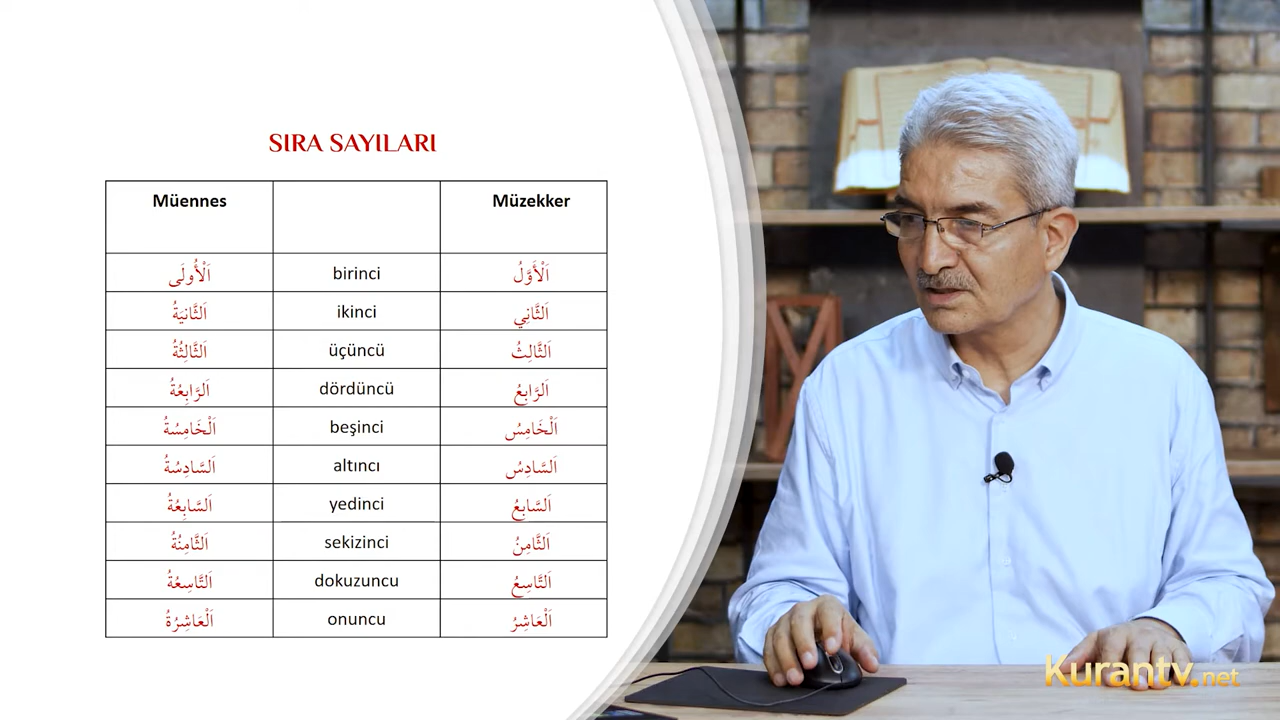 SIRA SAYILARI
Müennes Müzekker
اَلْأُولَى birinci اَلْأَوَّلُ
اَلثَّانِيَةُ ikinci اَلثَّانِي
اَلثَّالِثَةُ üçüncü اَلثَّالِثُ
اَلرَّابِعَةُ dördüncü اَلرَّابِعُ
اَلْخَامِسَةُ beşinci اَلْخَامِسُ
اَلسَّادِسَةُ altıncı اَلسَّادِسُ
اَلسَّابِعَةُ yedinci اَلسَّابِعُ
اَلثَّامِنَةُ sekizinci اَلثَّامِنُ
اَلتَّاسِعَةُ dokuzuncu اَلتَّاسِعُ
اَلْعَاشِرَةُ onuncu اَلْعَاشِرُ
Kurantv.net